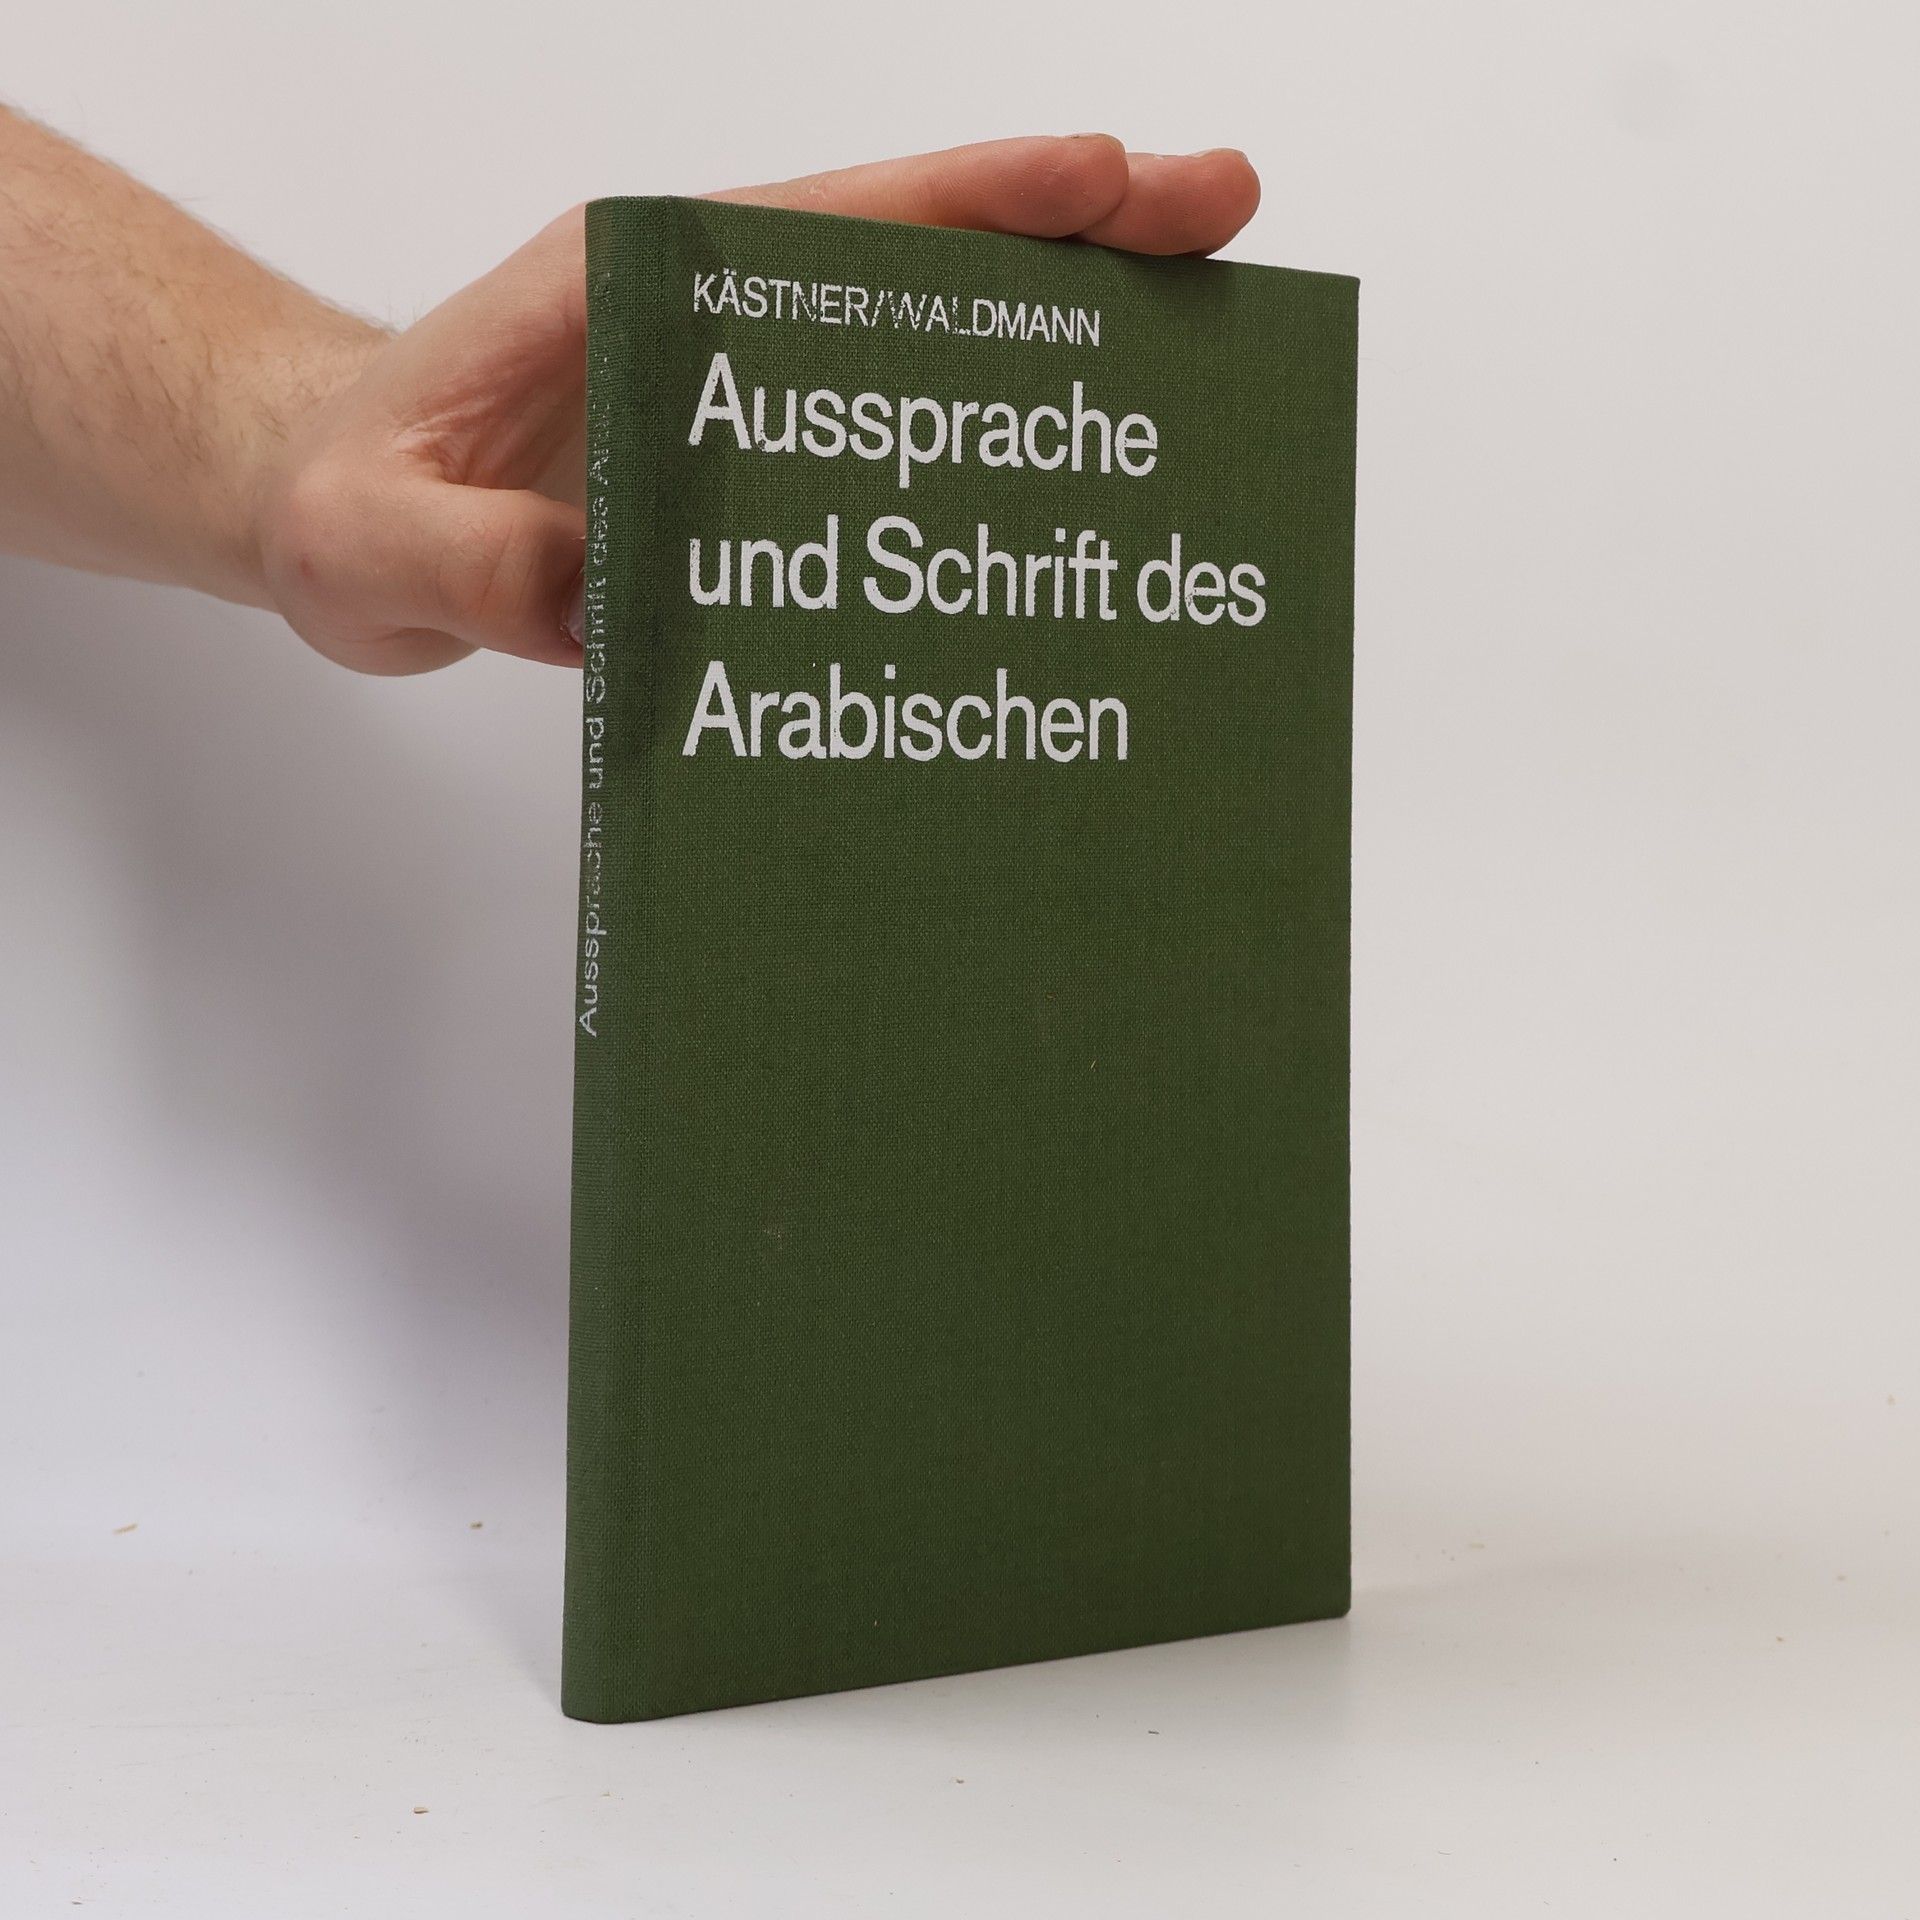 KÄSTNER/WALDMANN
Aussprache
und Schrift des
Arabischen
Aussprache und Schrift des